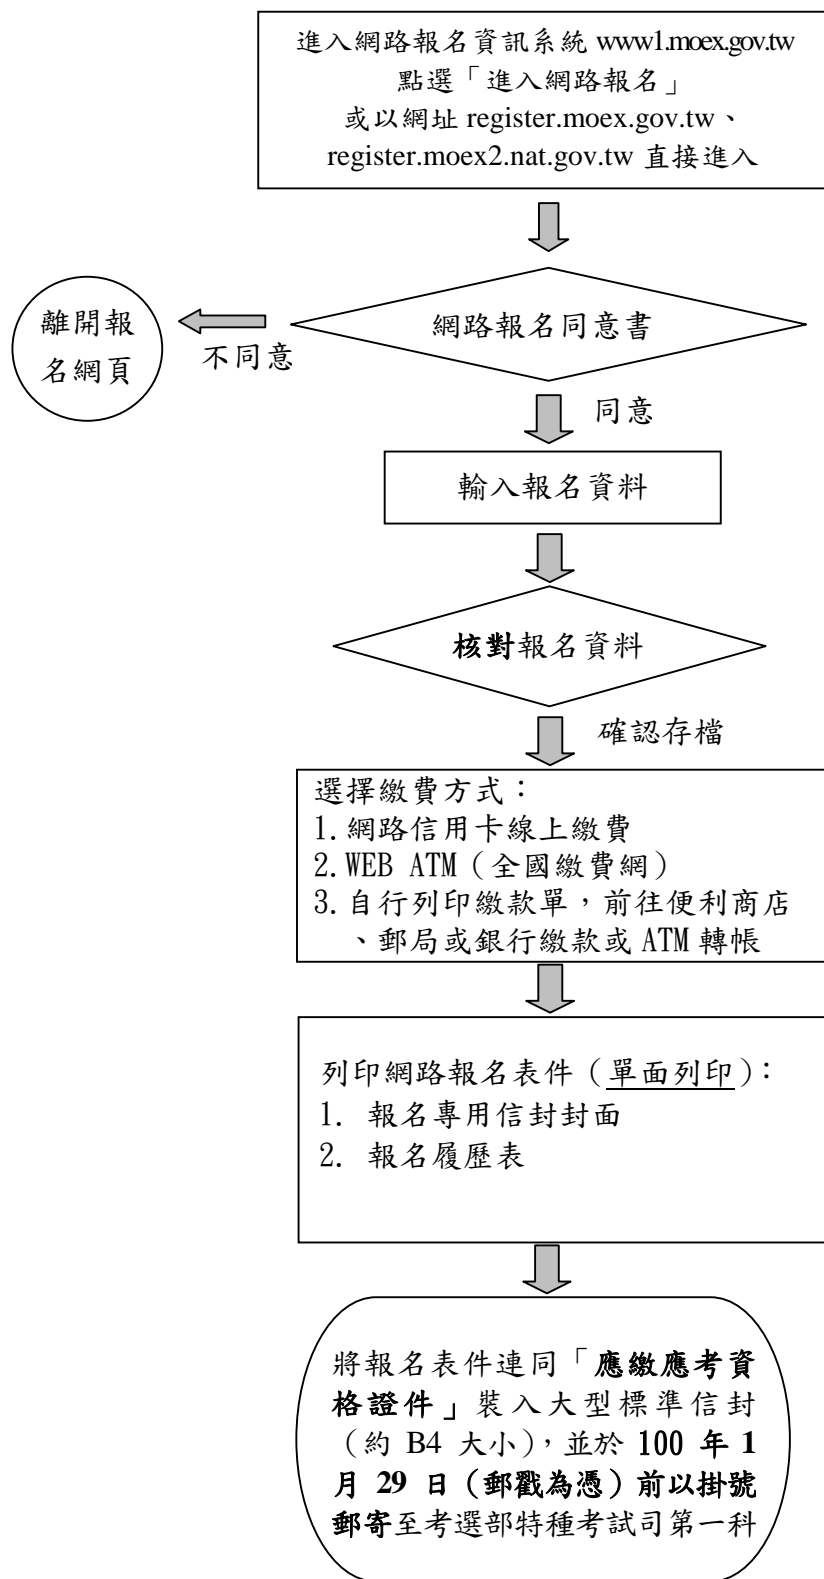 進入網路報名資訊系統 www1.moex.gov.tw
點選「進入網路報名」
或以網址 register.moex.gov.tw、
register.moex2.nat.gov.tw 直接進入
網路報名同意書
離開報
名網頁
不同意
同意
輸入報名資料
核對報名資料
確認存檔
選擇繳費方式：
1.網路信用卡線上繳費
2.WEB ATM（全國繳費網）
3.自行列印繳款單，前往便利商店
、郵局或銀行繳款或 ATM 轉帳
列印網路報名表件（單面列印）：
1. 報名專用信封封面
2. 報名履歷表
將報名表件連同「應繳應考資
格證件」裝入大型標準信封
（約 B4 大小），並於 100 年 1
月 29 日（郵戳為憑）前以掛號
郵寄至考選部特種考試司第一科